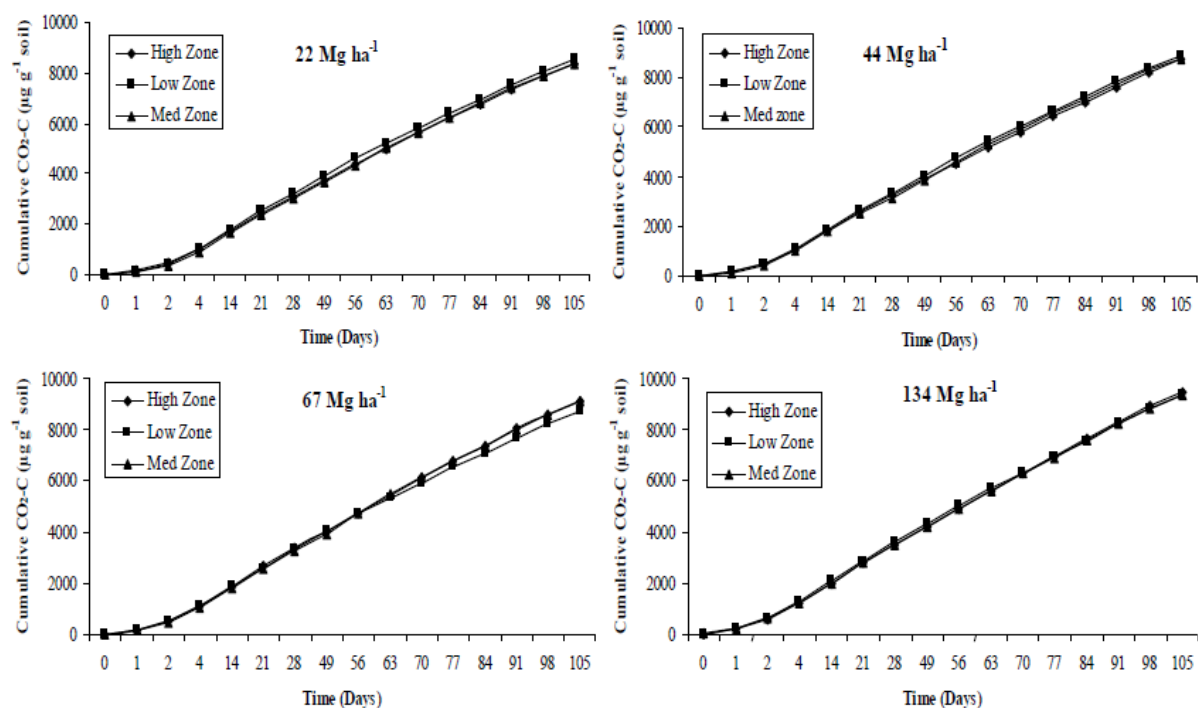 22 Mg ha⁻¹
High Zone
Low Zone
Med Zone
Cumulative CO₂-C (µg g⁻¹ soil)
10000
8000
6000
4000
2000
0
0 1 2 4 14 21 28 49 56 63 70 77 84 91 98 105
Time (Days)
44 Mg ha⁻¹
High Zone
Low Zone
Med zone
Cumulative CO₂-C (µg g⁻¹ soil)
10000
8000
6000
4000
2000
0
0 1 2 4 14 21 28 49 56 63 70 77 84 91 98 105
Time (Days)
67 Mg ha⁻¹
High Zone
Low Zone
Med Zone
Cumulative CO₂-C (µg g⁻¹ soil)
10000
8000
6000
4000
2000
0
0 1 2 4 14 21 28 49 56 63 70 77 84 91 98 105
Time (Days)
134 Mg ha⁻¹
High Zone
Low Zone
Med Zone
Cumulative CO₂-C (µg g⁻¹ soil)
10000
8000
6000
4000
2000
0
0 1 2 4 14 21 28 49 56 63 70 77 84 91 98 105
Time (Days)